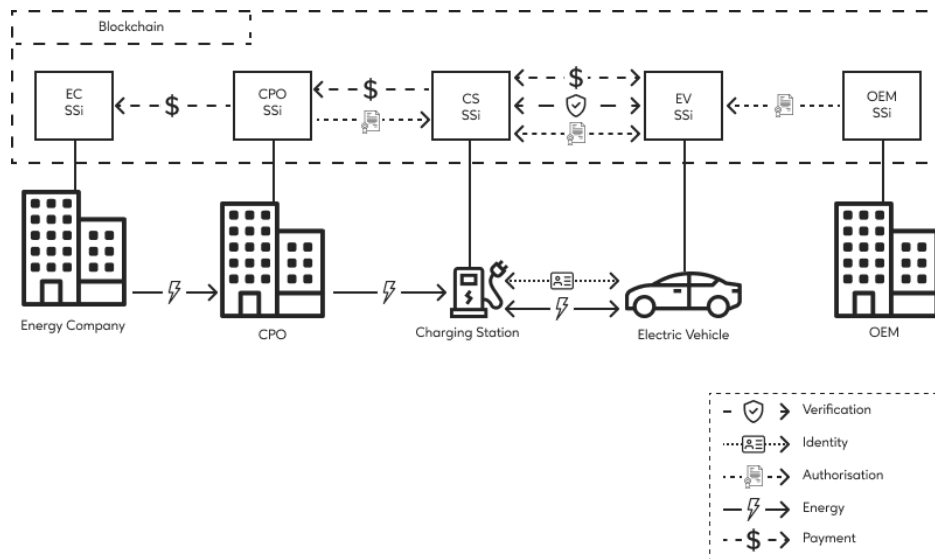 Blockchain
EC
SSi
$
CPO
SSi
$
CS
SSi
$
EV
SSi
OEM
SSi
Energy Company
CPO
Charging Station
Electric Vehicle
OEM
Verification
Identity
Authorisation
Energy
$
Payment